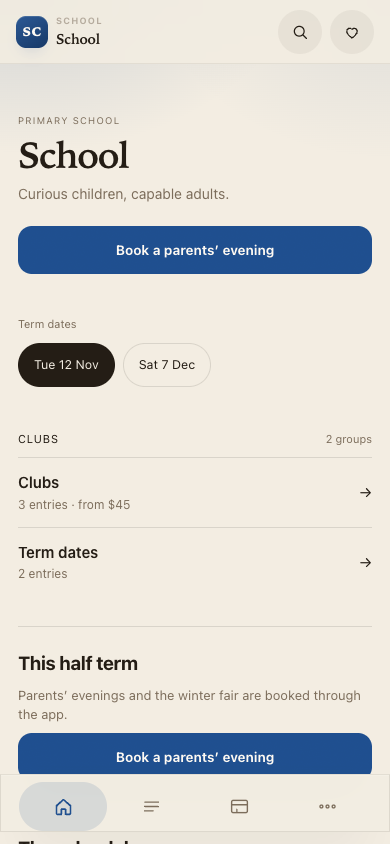 SC
SCHOOL
School
PRIMARY SCHOOL
School
Curious children, capable adults.
Book a parents’ evening
Term dates
Tue 12 Nov
Sat 7 Dec
CLUBS
2 groups
Clubs
3 entries · from $45
Term dates
2 entries
This half term
Parents’ evenings and the winter fair are booked through
the app.
Book a parents’ evening